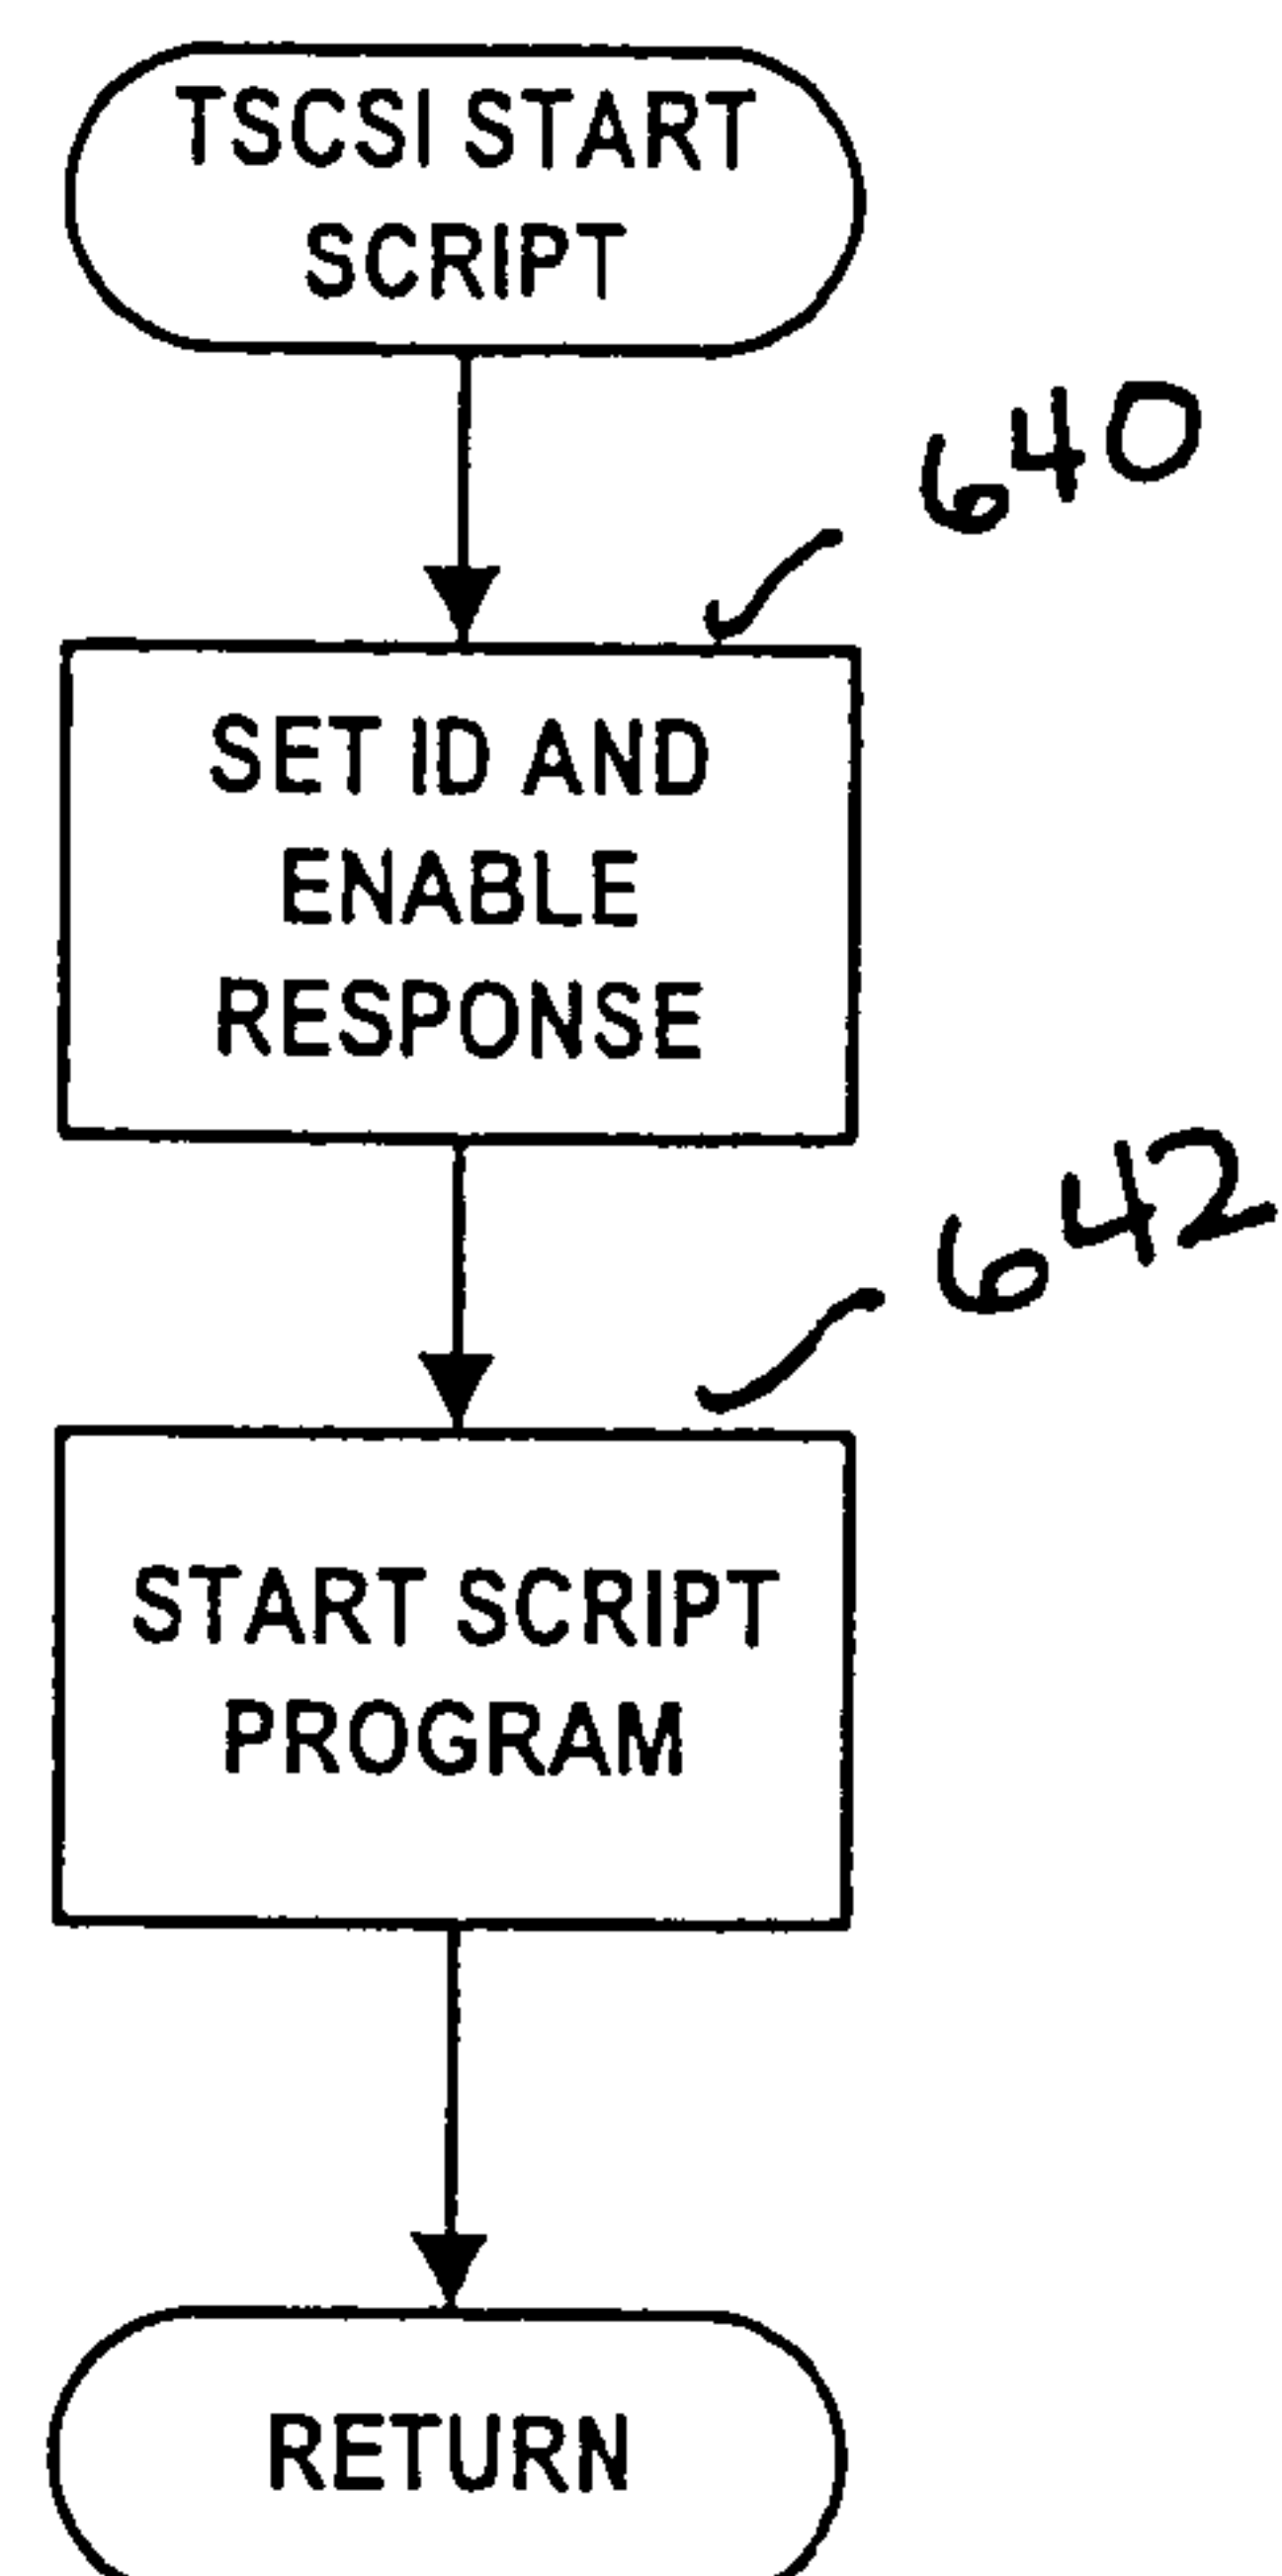 TSCSI START
SCRIPT
640
SET ID AND
ENABLE
RESPONSE
642
START SCRIPT
PROGRAM
RETURN